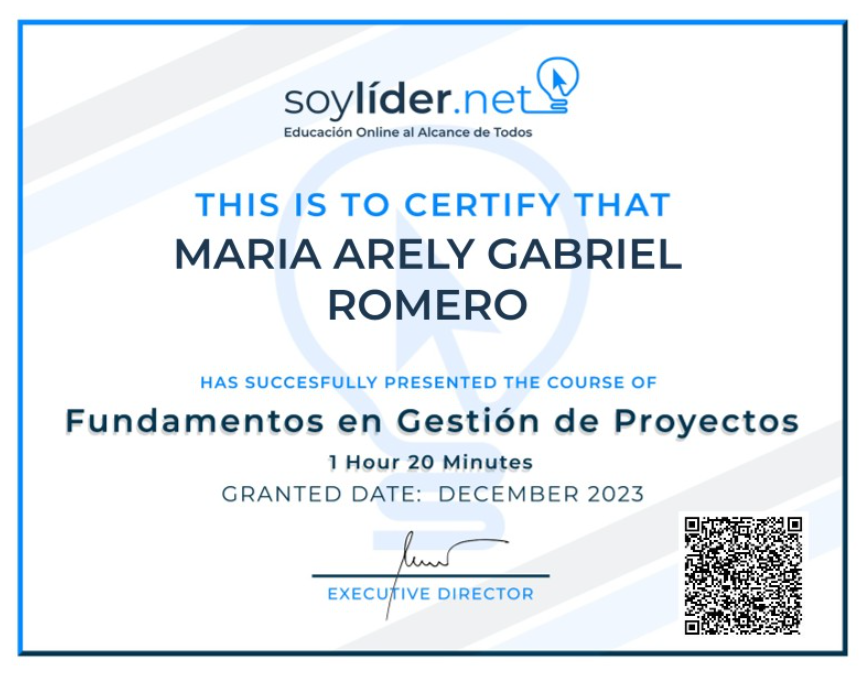 soylíder.net
Educación Online al Alcance de Todos
THIS IS TO CERTIFY THAT
MARIA ARELY GABRIEL
ROMERO
HAS SUCCESFULLY PRESENTED THE COURSE OF
Fundamentos en Gestión de Proyectos
1 Hour 20 Minutes
GRANTED DATE: DECEMBER 2023
EXECUTIVE DIRECTOR